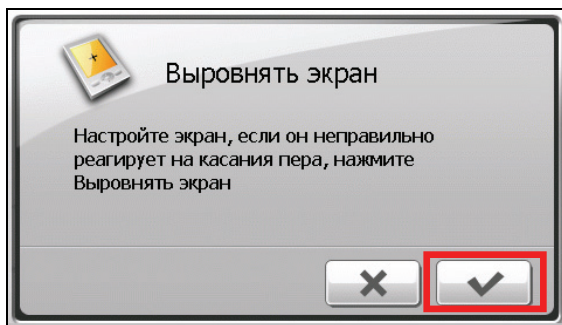 Выровнять экран
Настройте экран, если он неправильно
реагирует на касания пера, нажмите
Выровнять экран